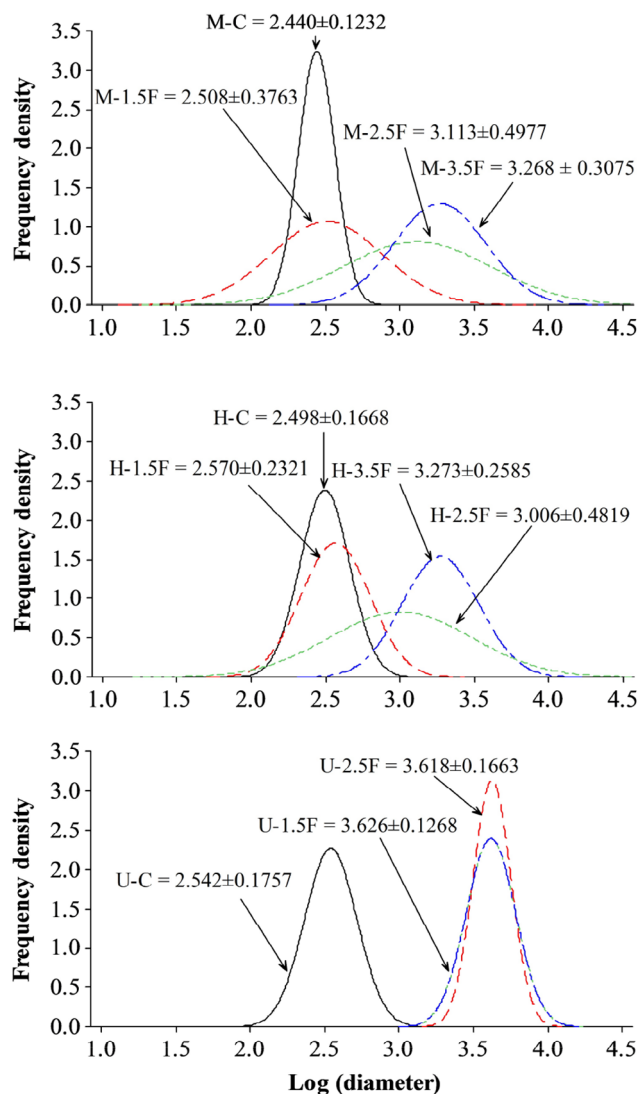 M-C = 2.440±0.1232
M-1.5F = 2.508±0.3763
M-2.5F = 3.113±0.4977
M-3.5F = 3.268 ± 0.3075
Frequency density
3.5
3.0
2.5
2.0
1.5
1.0
0.5
0.0
1.0 1.5 2.0 2.5 3.0 3.5 4.0 4.5
H-C = 2.498±0.1668
H-1.5F = 2.570±0.2321
H-3.5F = 3.273±0.2585
H-2.5F = 3.006±0.4819
Frequency density
3.5
3.0
2.5
2.0
1.5
1.0
0.5
0.0
1.0 1.5 2.0 2.5 3.0 3.5 4.0 4.5
U-2.5F = 3.618±0.1663
U-1.5F = 3.626±0.1268
U-C = 2.542±0.1757
Frequency density
3.5
3.0
2.5
2.0
1.5
1.0
0.5
0.0
1.0 1.5 2.0 2.5 3.0 3.5 4.0 4.5
Log (diameter)